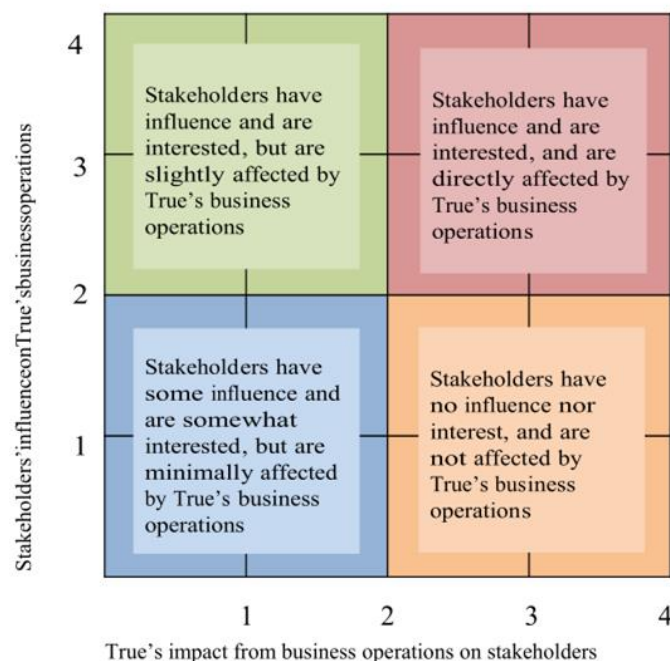 4
3
2
1
Stakeholders'influenceonTrue'sbusinessoperations
Stakeholders have
influence and are
interested, but are
slightly affected by
True's business
operations
Stakeholders have
influence and are
interested, and are
directly affected by
True's business
operations
Stakeholders have
some influence and
are somewhat
interested, but are
minimally affected
by True's business
operations
Stakeholders have
no influence nor
interest, and are
not affected by
True's business
operations
1
2
3
4
True's impact from business operations on stakeholders